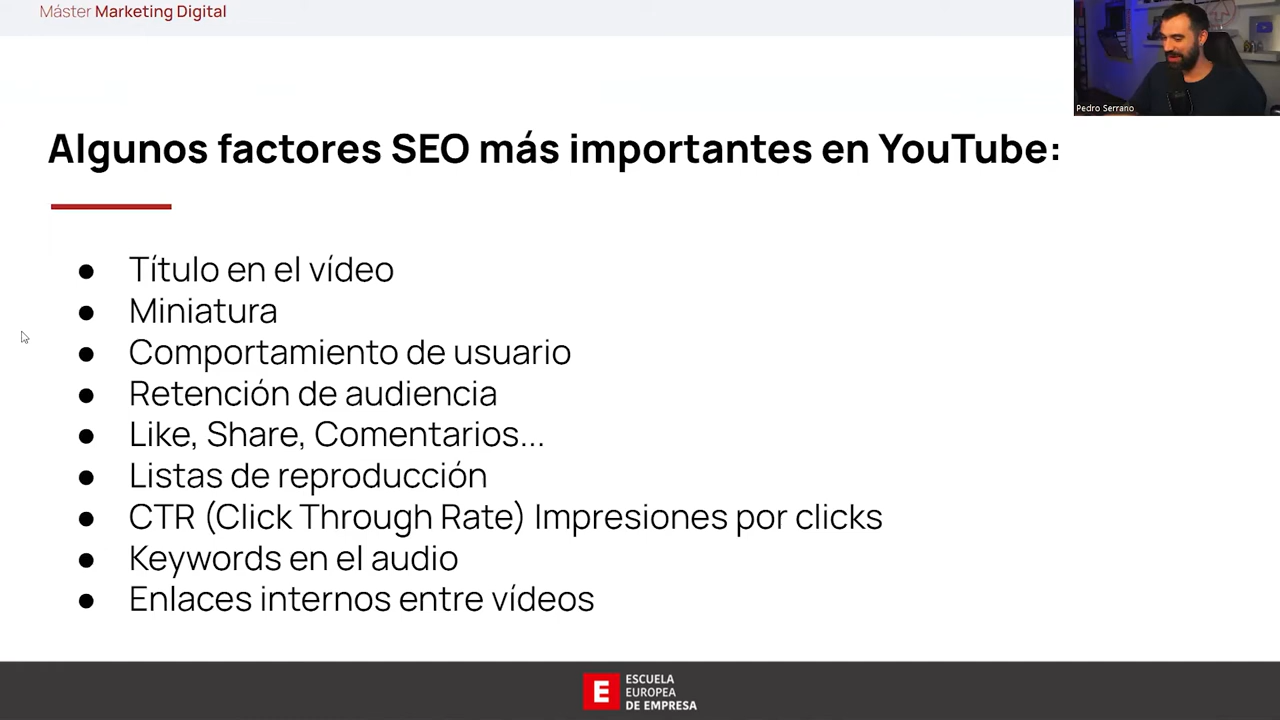 Máster Marketing Digital
Pedro Serrano
Algunos factores SEO más importantes en YouTube:
● Título en el vídeo
● Miniatura
● Comportamiento de usuario
● Retención de audiencia
● Like, Share, Comentarios...
● Listas de reproducción
● CTR (Click Through Rate) Impresiones por clicks
● Keywords en el audio
● Enlaces internos entre vídeos
E
ESCUELA
EUROPEA
DE EMPRESA